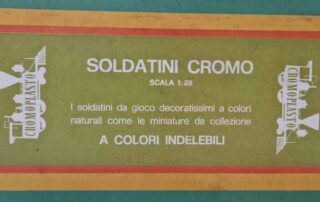 SOLDATINI CROMO
SCALA 1:28
I soldatini da gioco decoratissimi a colori
naturali come le miniature da collezione
A COLORI INDELEBILI
CROMOPLASTO
CROMOPLASTO